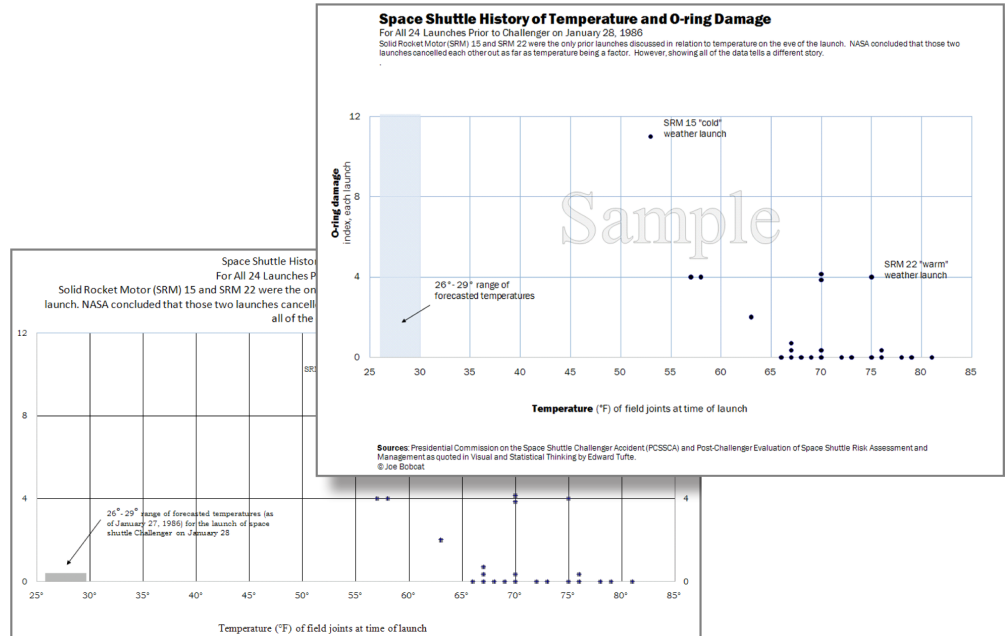 Space Shuttle History of Temperature and O-ring Damage
For All 24 Launches Prior to Challenger on January 28, 1986
Solid Rocket Motor (SRM) 15 and SRM 22 were the only prior launches discussed in relation to temperature on the eve of the launch. NASA concluded that those two
launches cancelled each other out as far as temperature being a factor. However, showing all of the data tells a different story.
.
12
8
4
0
O-ring damage
index, each launch
SRM 15 "cold"
weather launch
Sample
SRM 22 "warm"
weather launch
26°- 29° range of
forecasted temperatures
25 30 35 40 45 50 55 60 65 70 75 80 85
Temperature (°F) of field joints at time of launch
Sources: Presidential Commission on the Space Shuttle Challenger Accident (PCSSCA) and Post-Challenger Evaluation of Space Shuttle Risk Assessment and
Management as quoted in Visual and Statistical Thinking by Edward Tufte.
© Joe Bobcat
Space Shuttle Histor
For All 24 Launches P
Solid Rocket Motor (SRM) 15 and SRM 22 were the on
launch. NASA concluded that those two launches cancelle
all of the
12
8
4
0
SRM
26°- 29° range of forecasted temperatures (as
of January 27, 1986) for the launch of space
shuttle Challenger on January 28
4
0
25° 30° 35° 40° 45° 50° 55° 60° 65° 70° 75° 80° 85°
Temperature (°F) of field joints at time of launch